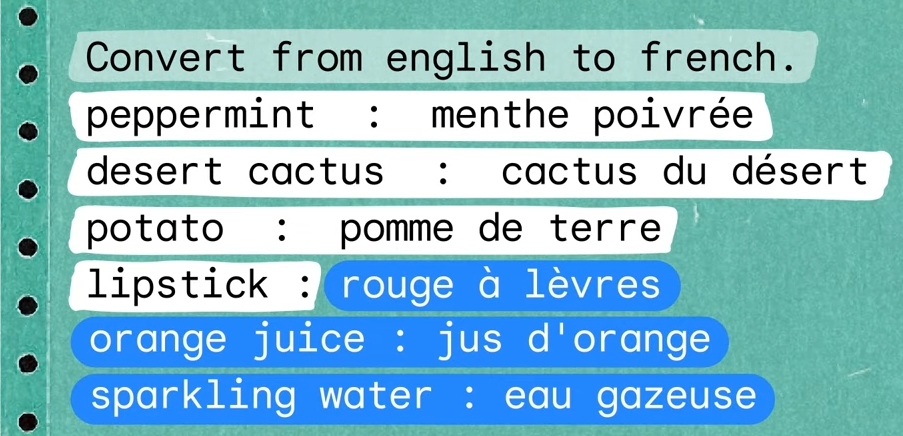 Convert from english to french.
peppermint : menthe poivrée
desert cactus : cactus du désert
potato : pomme de terre
lipstick : rouge à lèvres
orange juice : jus d'orange
sparkling water : eau gazeuse